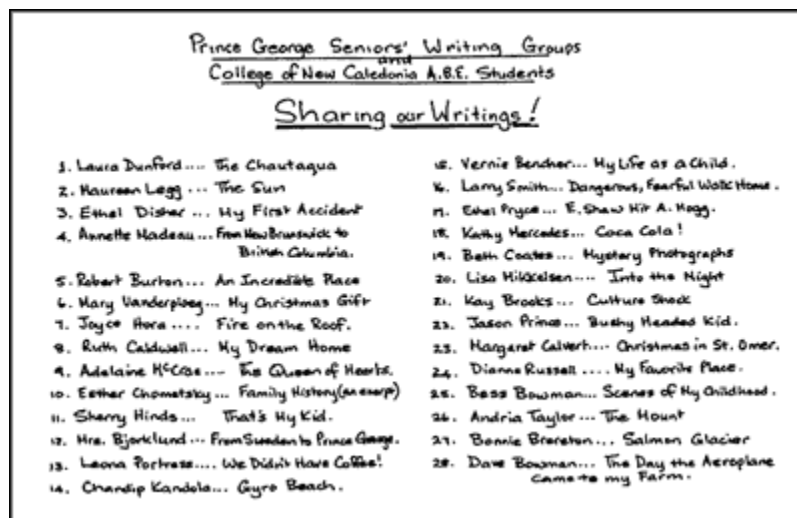 Prince George Seniors' Writing Groups
and
College of New Caledonia A.B.E. Students
Sharing our Writings!
1. Laura Dunford.... The Chautaqua
2. Maureen Legg ... The Sun
3. Ethel Disher ... My First Accident
4. Annette Nadeau ... From New Brunswick to
British Columbia.
5. Robert Burton... An Incredible Place
6. Mary Vanderploeg ... My Christmas Gift
7. Joyce Hora .... Fire on the Roof.
8. Ruth Caldwell.... My Dream Home
9. Adelaine McCrae .... The Queen of Hearts.
10. Esther Chometsky ... Family History (an exerp)
11. Sherry Hinds ... That's My Kid.
12. Mrs. Bjorklund ... From Sweden to Prince George.
13. Leona Portress.... We Didn't Have Coffee!
14. Chandip Kandola... Gyro Beach.
15. Vernie Bencher... My Life as a Child.
16. Larry Smith... Dangerous, Fearful Walk Home.
17. Ethel Pryce ... E. Shaw Hit A. Hogg.
18. Kathy Mercedes... Coca Cola!
19. Beth Coates ... Mystery Photographs
20. Lisa Mikkelsen.... Into the Night
21. Kay Brooks... Culture Shock
22. Jason Prince... Bushy Headed Kid.
23. Margaret Calvert.... Christmas in St. Omer.
24. Dianne Russell .... My Favorite Place.
25. Bess Bowman... Scenes of My Childhood.
26. Andria Taylor ... The Mount
27. Bonnie Brereton... Salmon Glacier
28. Dave Bowman... The Day the Aeroplane
came to my Farm.